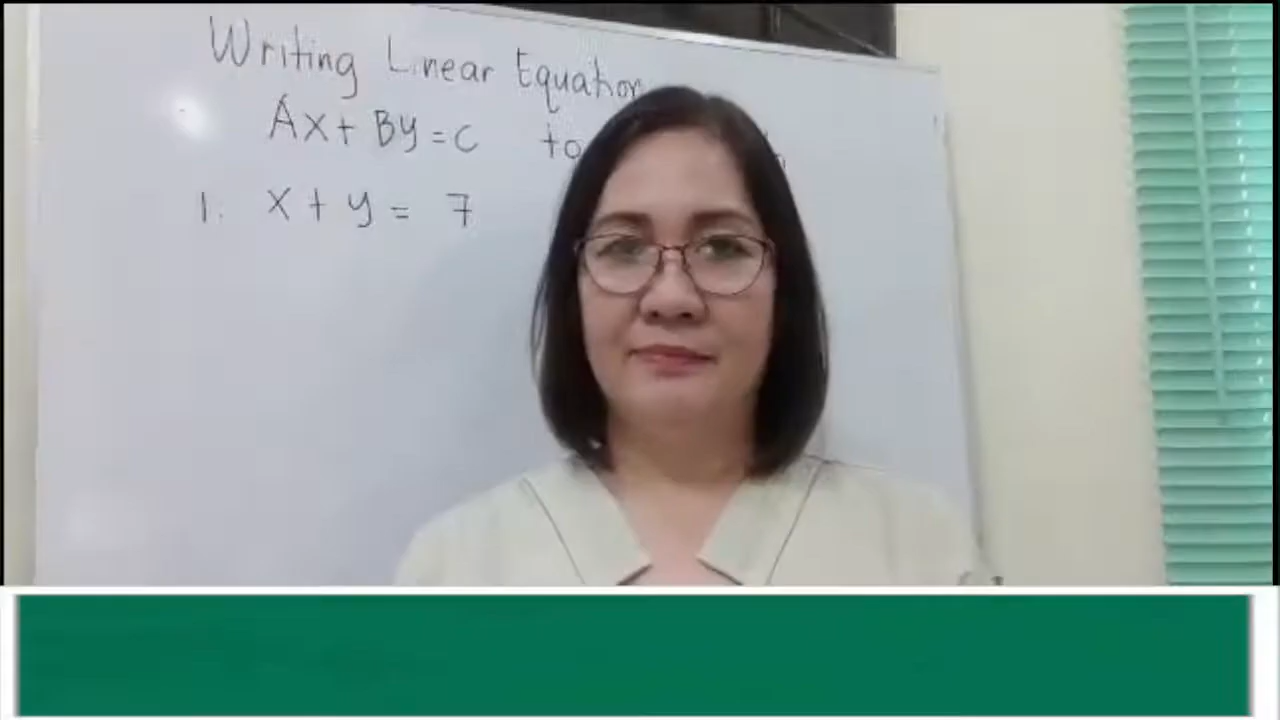 Writing Linear Equation
Ax + By = C to
1. x + y = 7